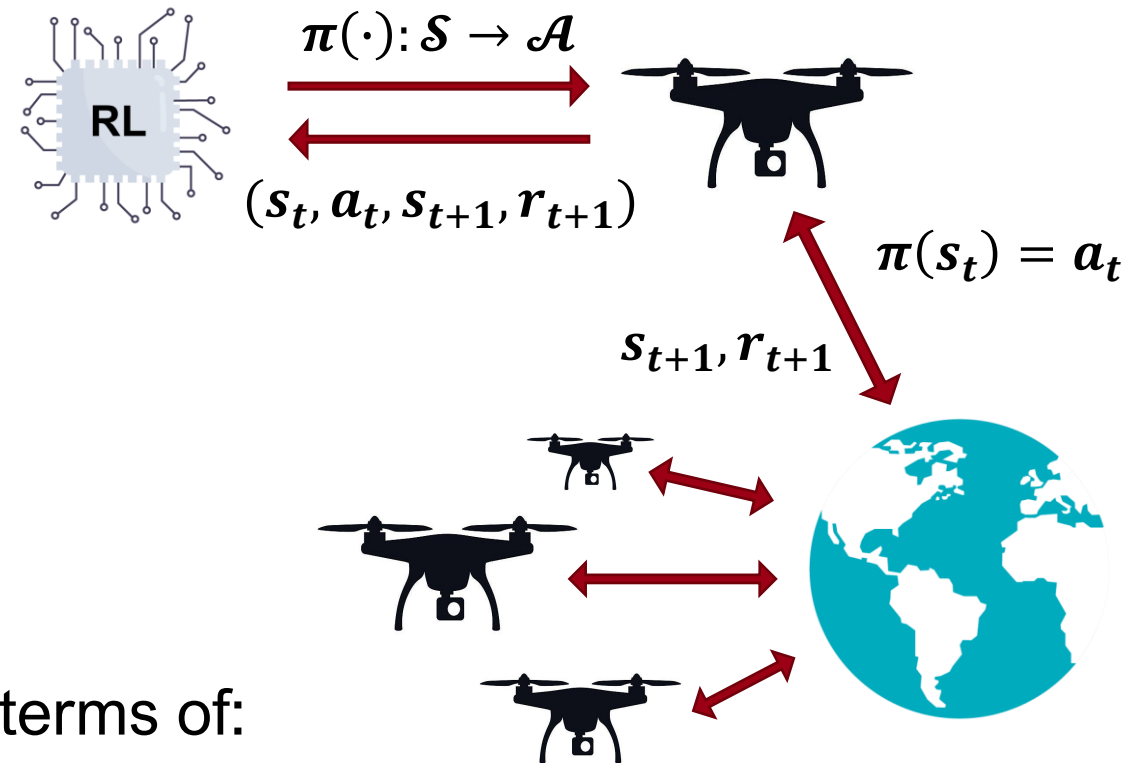 π(·): 𝒮 → 𝒜
RL
(s_t, a_t, s_{t+1}, r_{t+1})
π(s_t) = a_t
s_{t+1}, r_{t+1}
terms of: